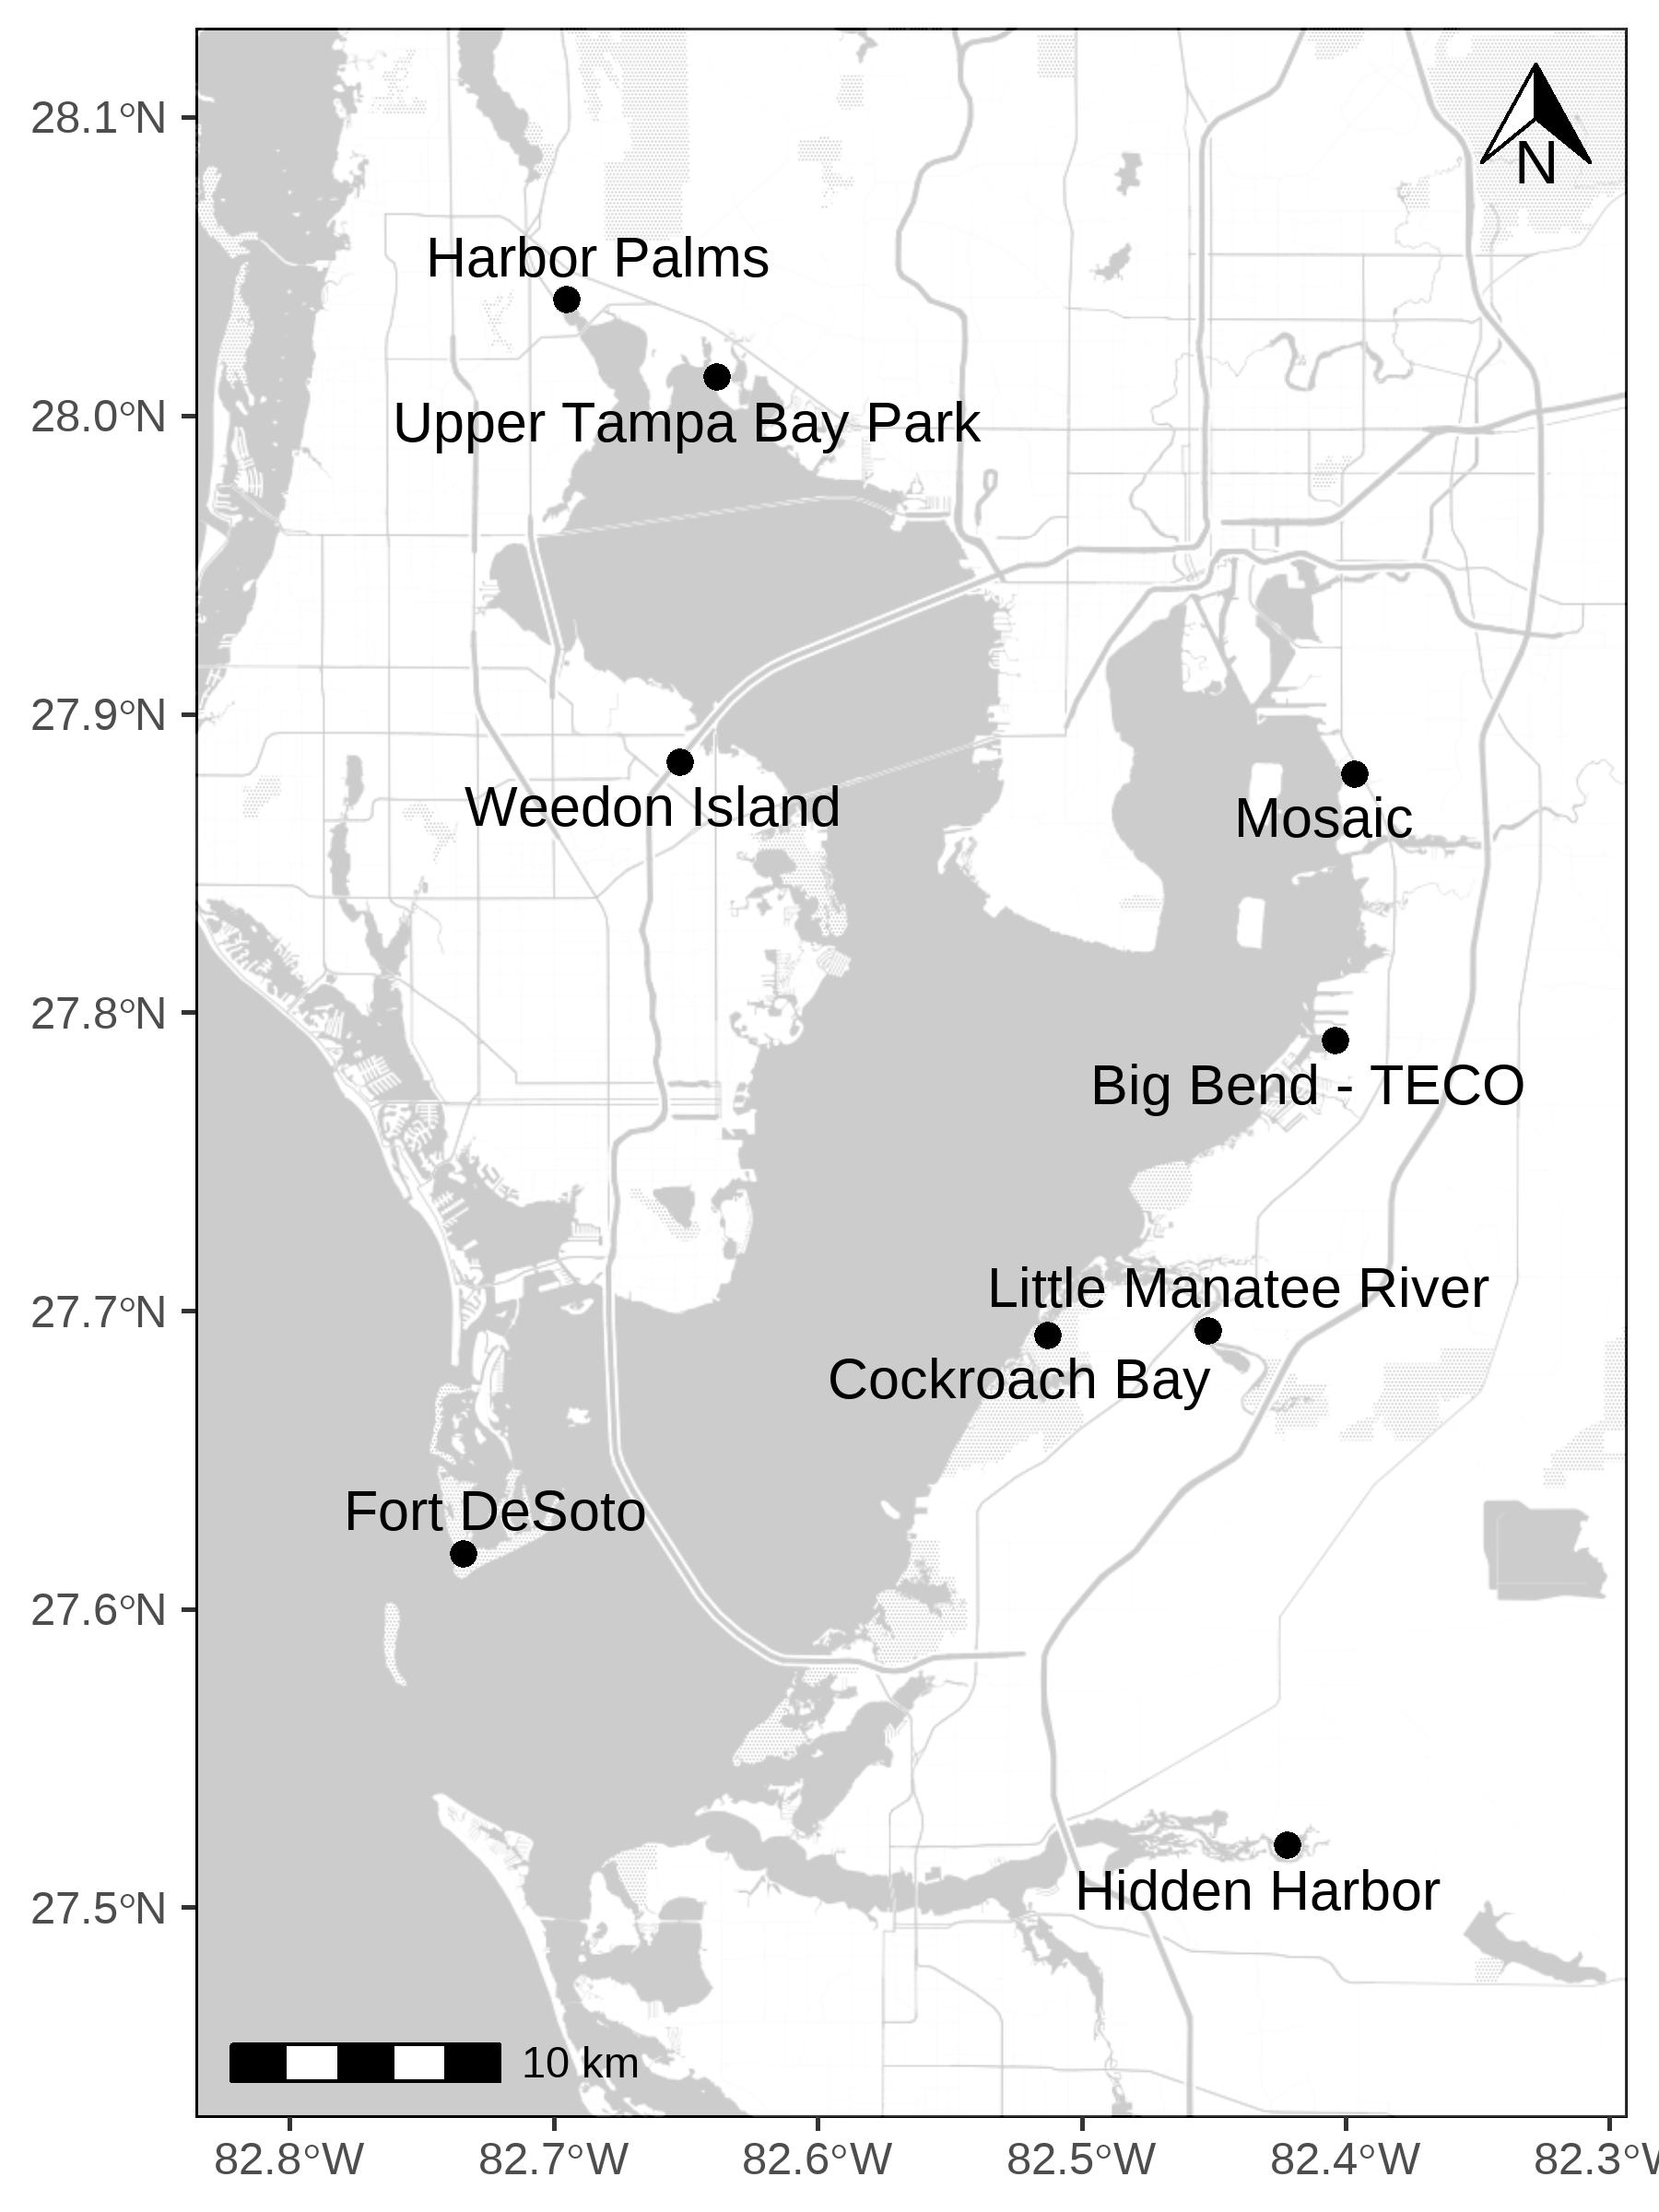 28.1°N
N
Harbor Palms
28.0°N
Upper Tampa Bay Park
27.9°N
Weedon Island
Mosaic
27.8°N
Big Bend - TECO
27.7°N
Little Manatee River
Cockroach Bay
Fort DeSoto
27.6°N
27.5°N
Hidden Harbor
10 km
82.8°W
82.7°W
82.6°W
82.5°W
82.4°W
82.3°W